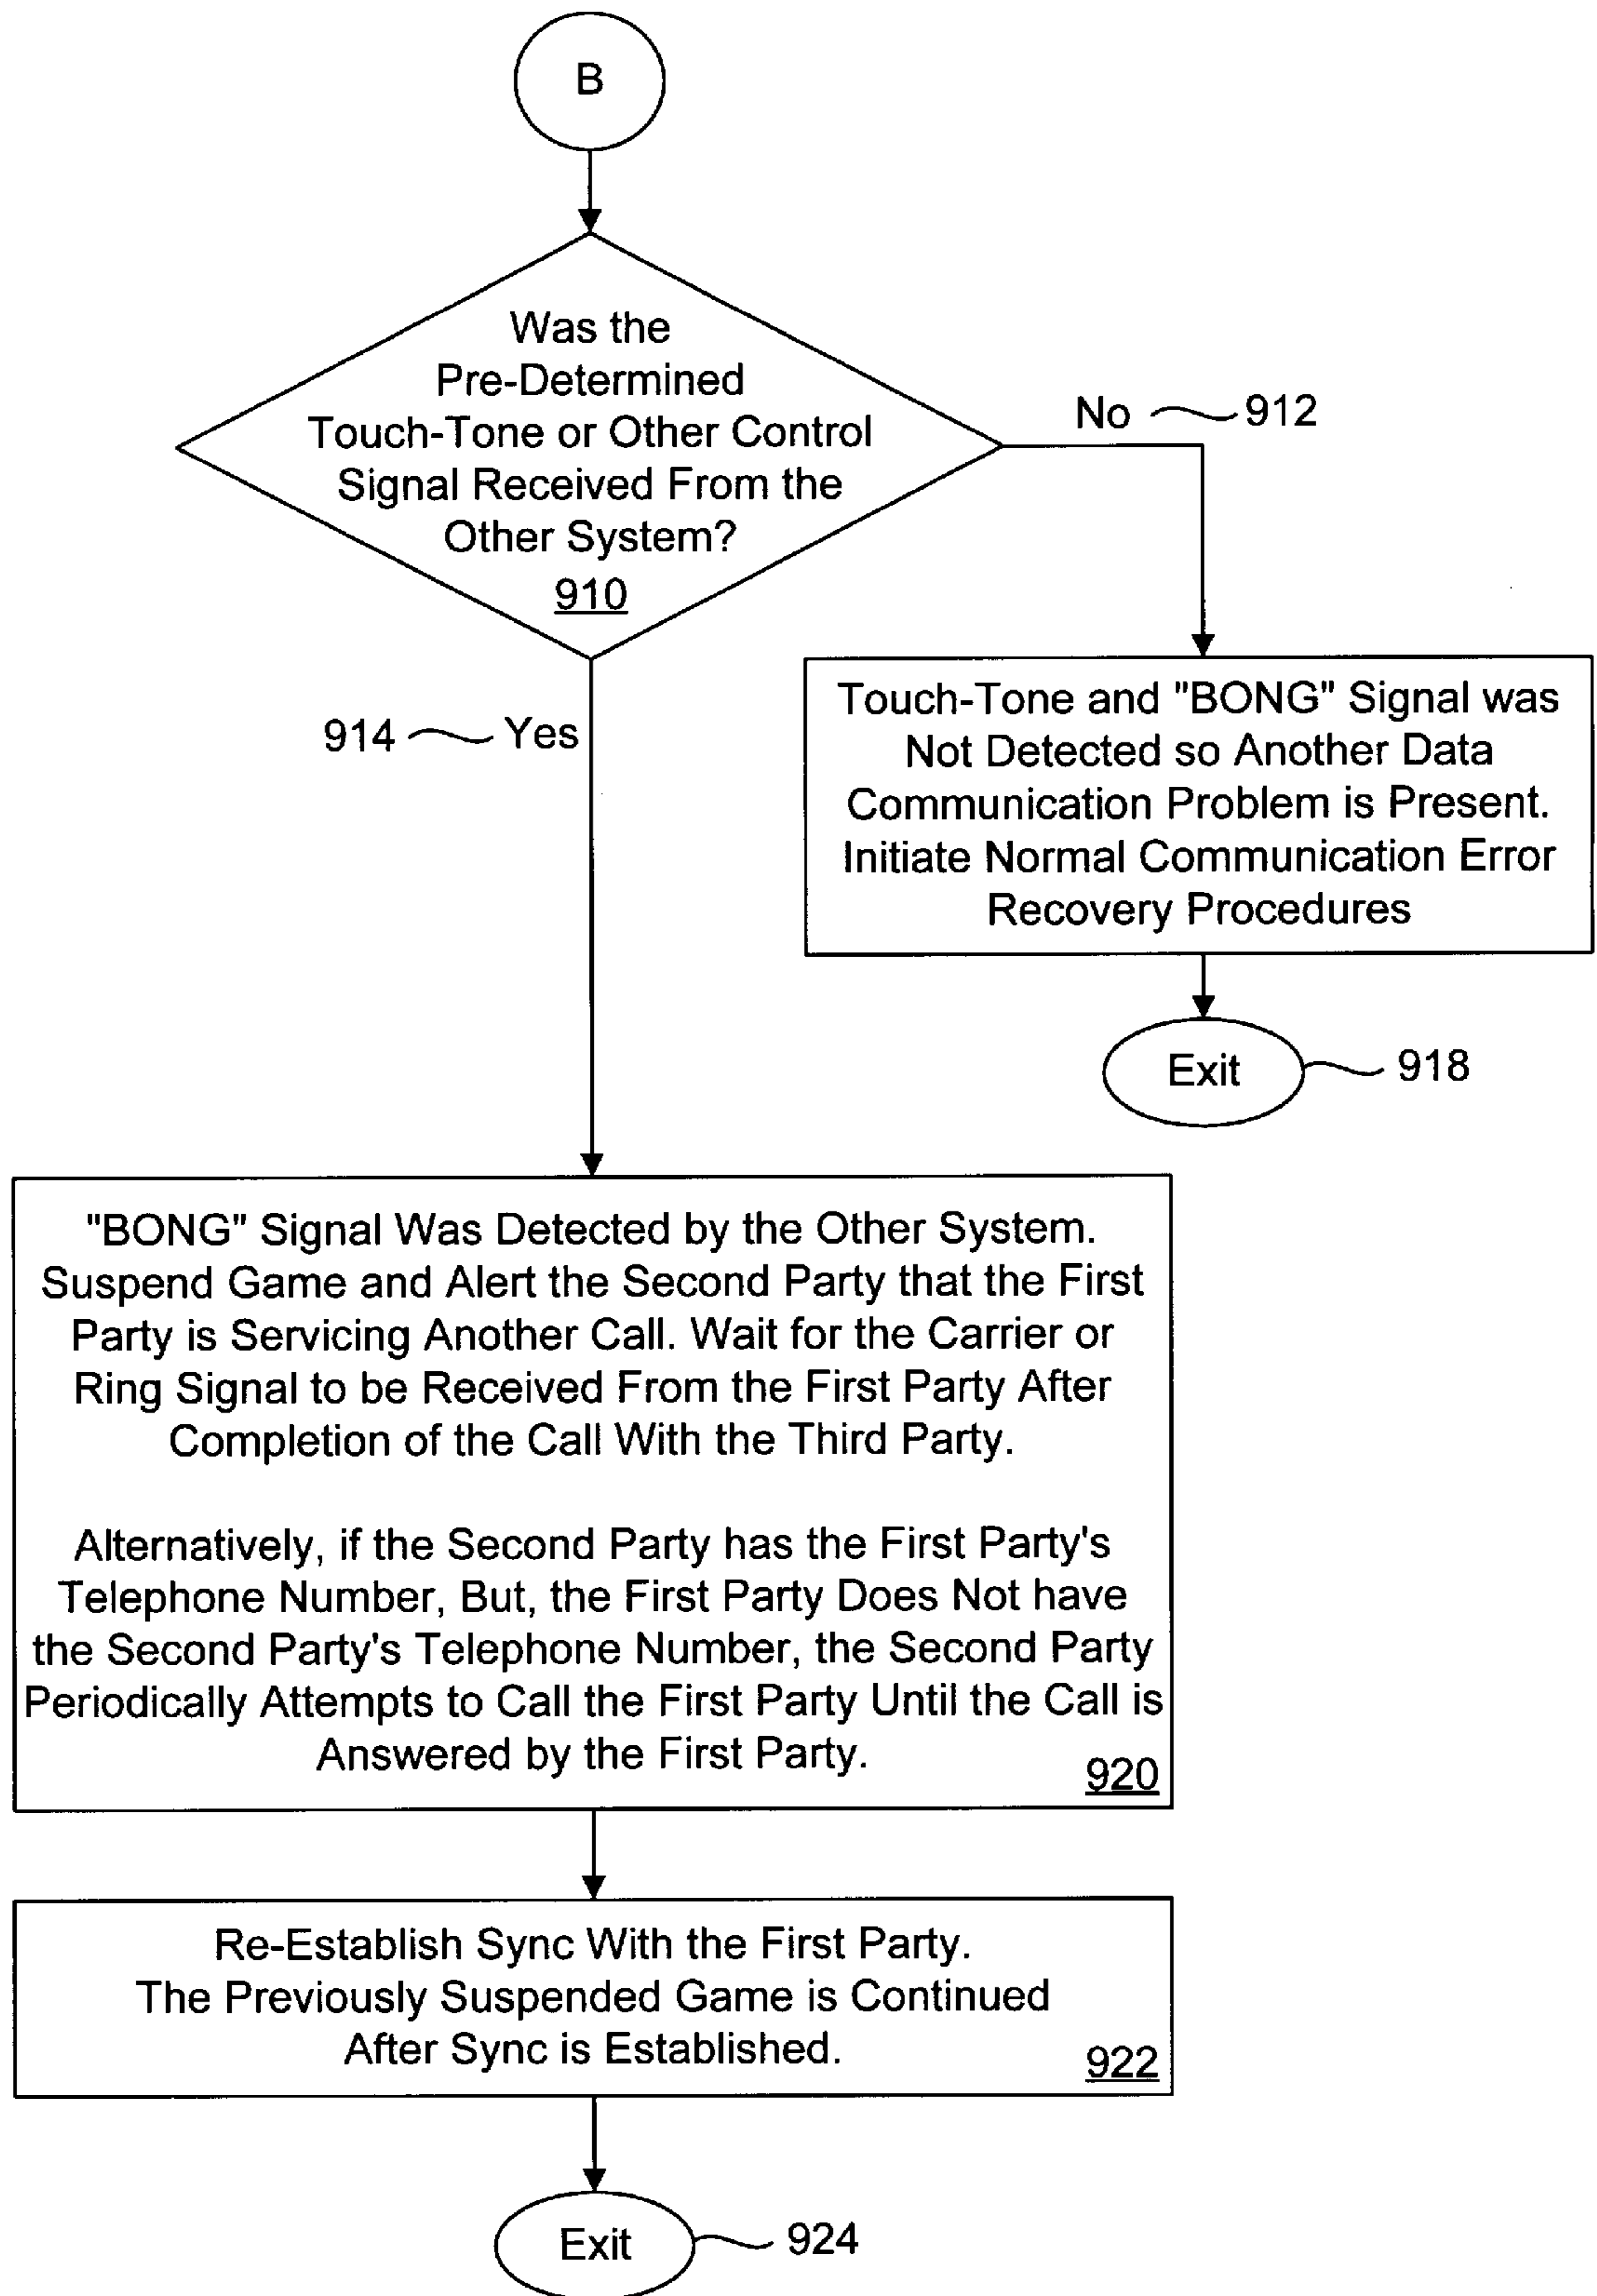 B
Was the
Pre-Determined
Touch-Tone or Other Control
Signal Received From the
Other System?
910
No 912
914 Yes
Touch-Tone and "BONG" Signal was
Not Detected so Another Data
Communication Problem is Present.
Initiate Normal Communication Error
Recovery Procedures
Exit 918
"BONG" Signal Was Detected by the Other System.
Suspend Game and Alert the Second Party that the First
Party is Servicing Another Call. Wait for the Carrier or
Ring Signal to be Received From the First Party After
Completion of the Call With the Third Party.
Alternatively, if the Second Party has the First Party's
Telephone Number, But, the First Party Does Not have
the Second Party's Telephone Number, the Second Party
Periodically Attempts to Call the First Party Until the Call is
Answered by the First Party.
920
Re-Establish Sync With the First Party.
The Previously Suspended Game is Continued
After Sync is Established.
922
Exit 924